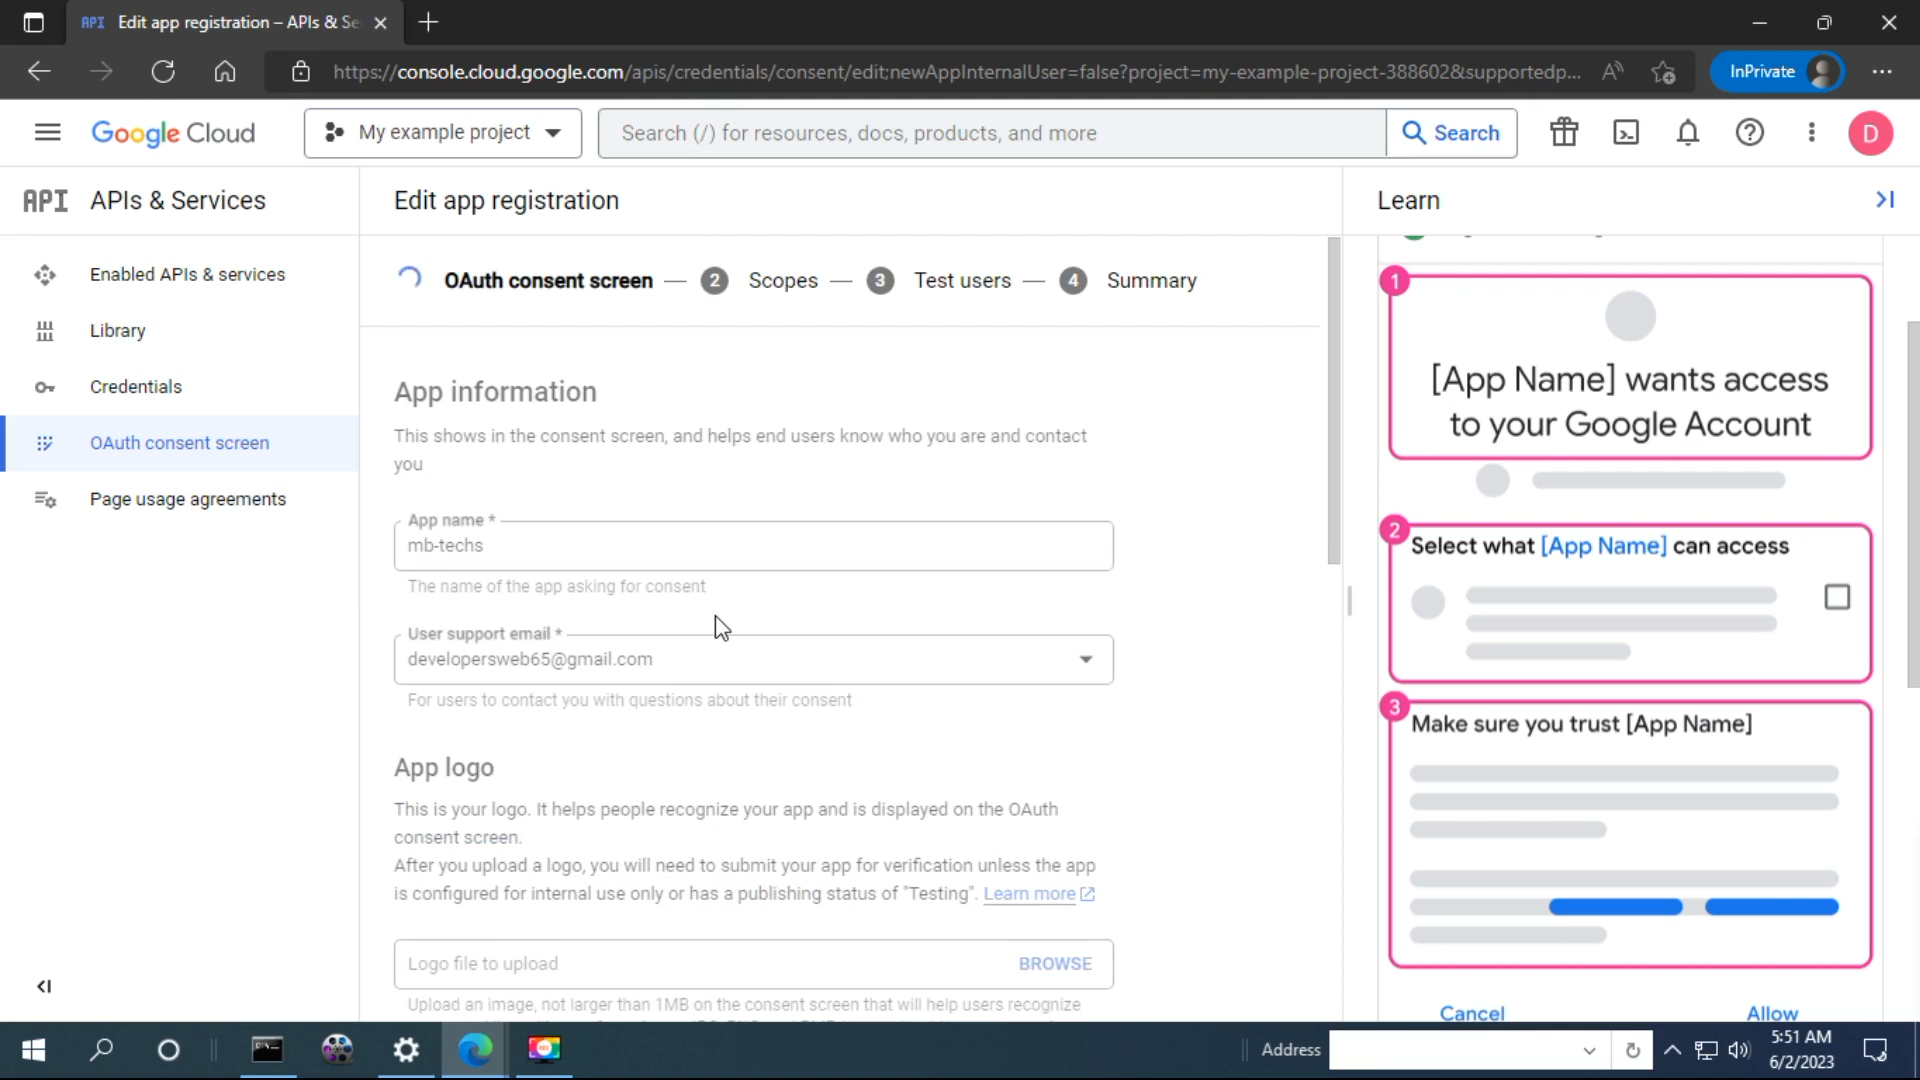 API Edit app registration – APIs & Se
https://console.cloud.google.com/apis/credentials/consent/edit;newAppInternalUser=false?project=my-example-project-388602&supportedp...
InPrivate
Google Cloud
My example project
Search (/) for resources, docs, products, and more
Search
D
API APIs & Services
Edit app registration
Learn
Enabled APIs & services
Library
Credentials
OAuth consent screen
Page usage agreements
OAuth consent screen — 2 Scopes — 3 Test users — 4 Summary
App information
This shows in the consent screen, and helps end users know who you are and contact
you
App name *
mb-techs
The name of the app asking for consent
User support email *
developersweb65@gmail.com
For users to contact you with questions about their consent
App logo
This is your logo. It helps people recognize your app and is displayed on the OAuth
consent screen.
After you upload a logo, you will need to submit your app for verification unless the app
is configured for internal use only or has a publishing status of "Testing". Learn more
Logo file to upload
BROWSE
Upload an image, not larger than 1MB on the consent screen that will help users recognize
1
[App Name] wants access
to your Google Account
2
Select what [App Name] can access
3
Make sure you trust [App Name]
Cancel
Allow
Address
5:51 AM
6/2/2023